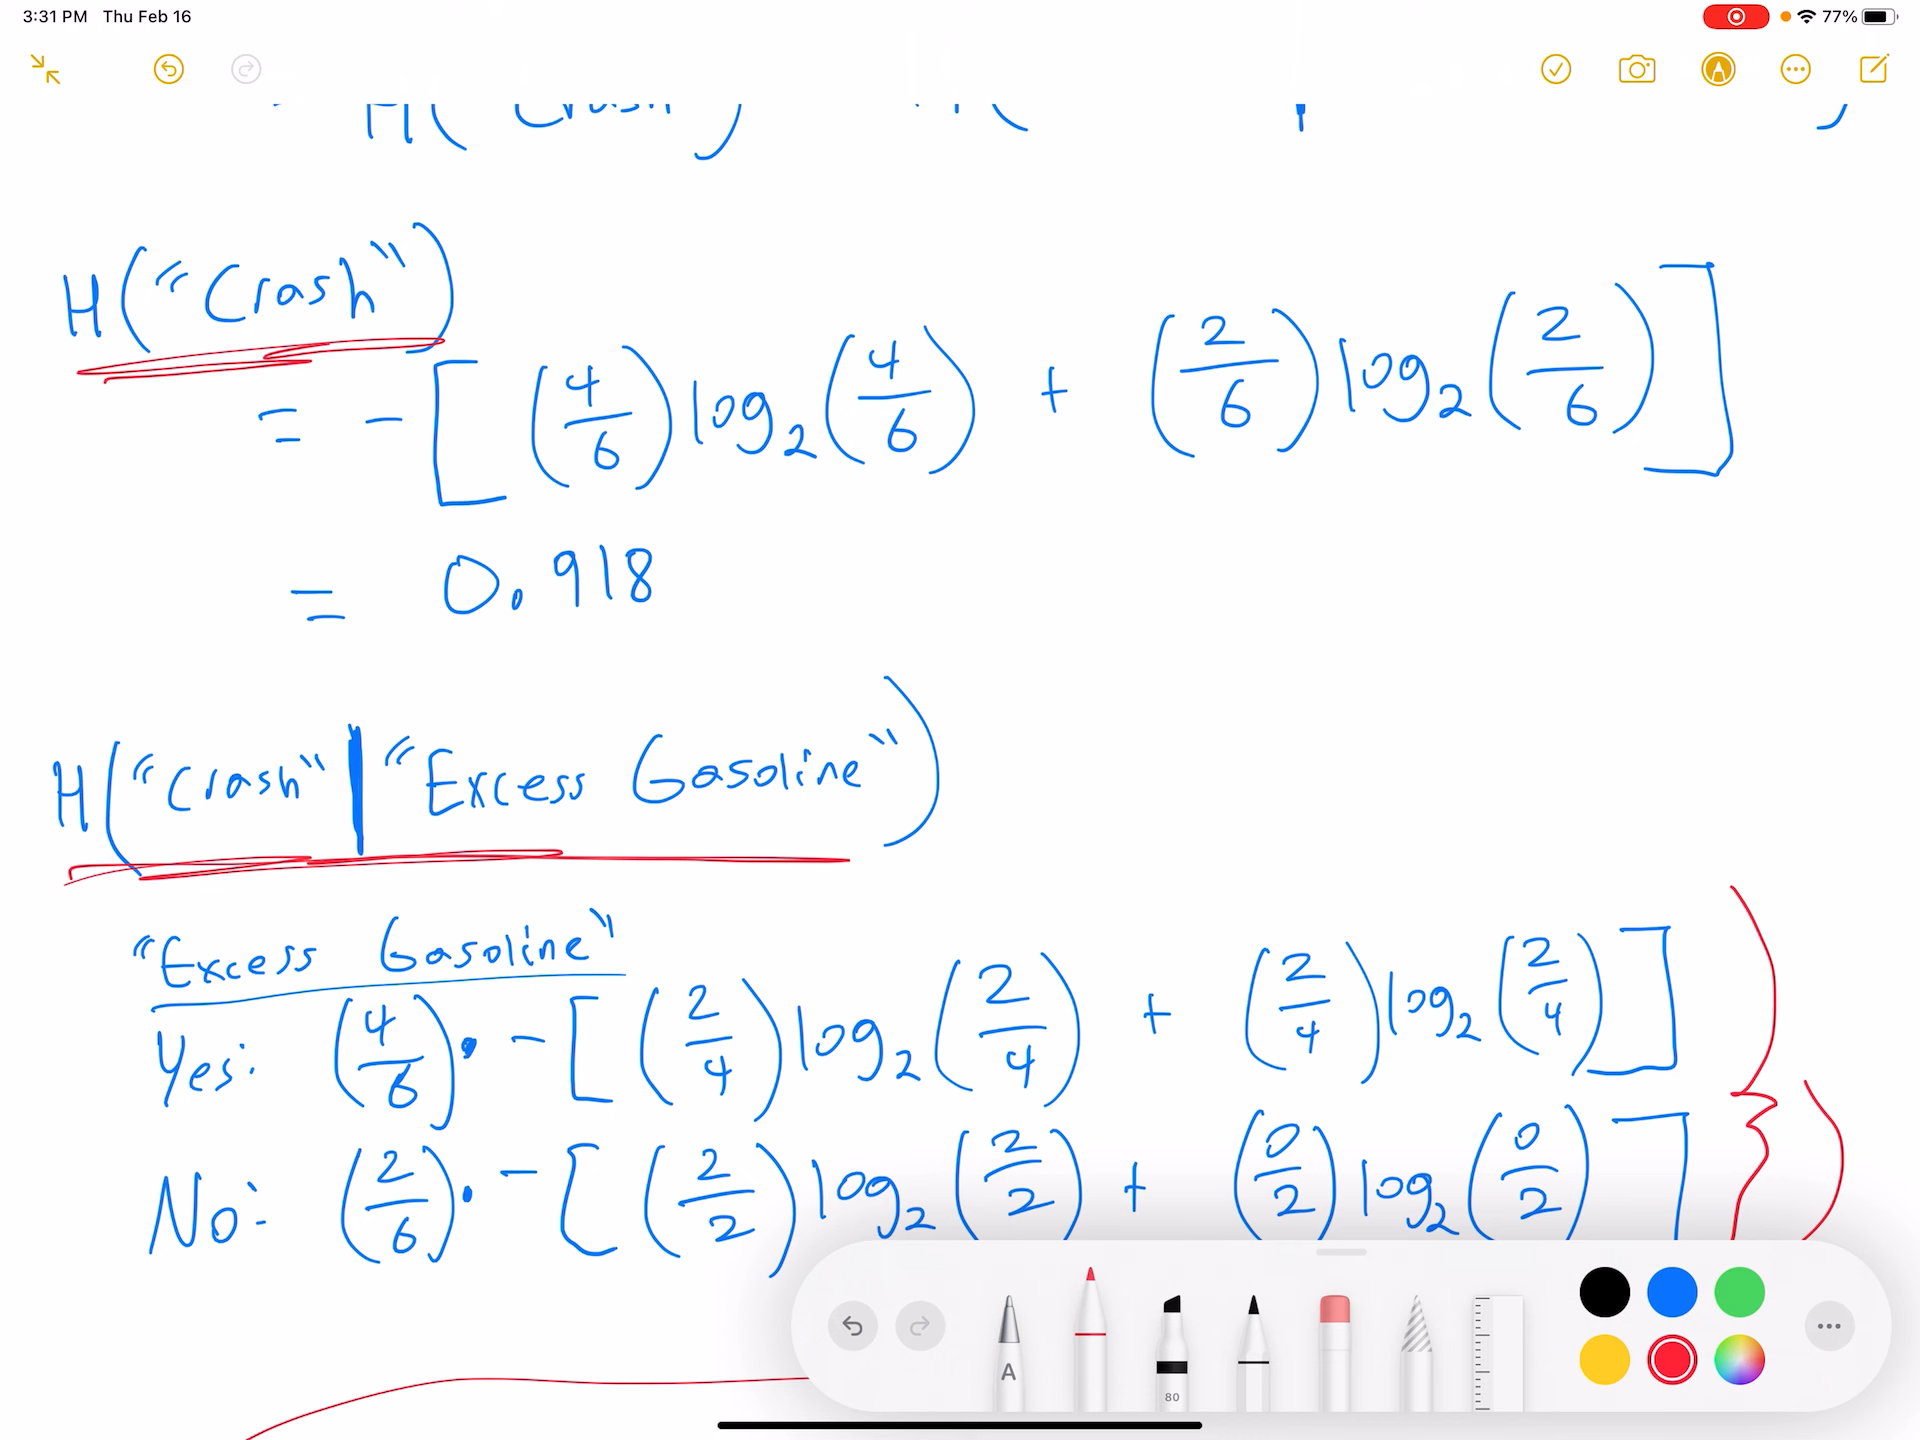 3:31 PM Thu Feb 16 77%
H("Crash")
H("Crash")
= - [ (4/6) log₂ (4/6) + (2/6) log₂ (2/6) ]
= 0.918
H("Crash" | "Excess Gasoline")
"Excess Gasoline"
Yes: (4/6) · - [ (2/4) log₂ (2/4) + (2/4) log₂ (2/4) ]
No: (2/6) · - [ (2/2) log₂ (2/2) + (0/2) log₂ (0/2) ]
A
80